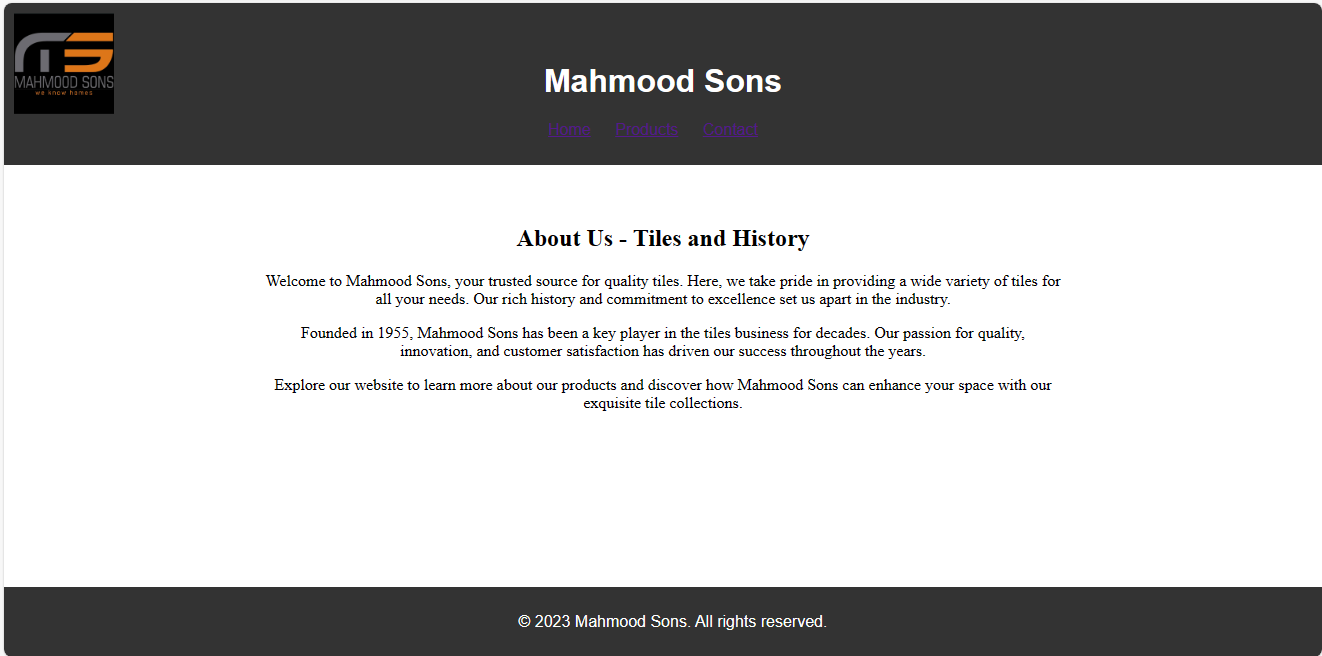 MAHMOOD SONS
we know homes
Mahmood Sons
Home Products Contact
About Us - Tiles and History
Welcome to Mahmood Sons, your trusted source for quality tiles. Here, we take pride in providing a wide variety of tiles for
all your needs. Our rich history and commitment to excellence set us apart in the industry.
Founded in 1955, Mahmood Sons has been a key player in the tiles business for decades. Our passion for quality,
innovation, and customer satisfaction has driven our success throughout the years.
Explore our website to learn more about our products and discover how Mahmood Sons can enhance your space with our
exquisite tile collections.
© 2023 Mahmood Sons. All rights reserved.